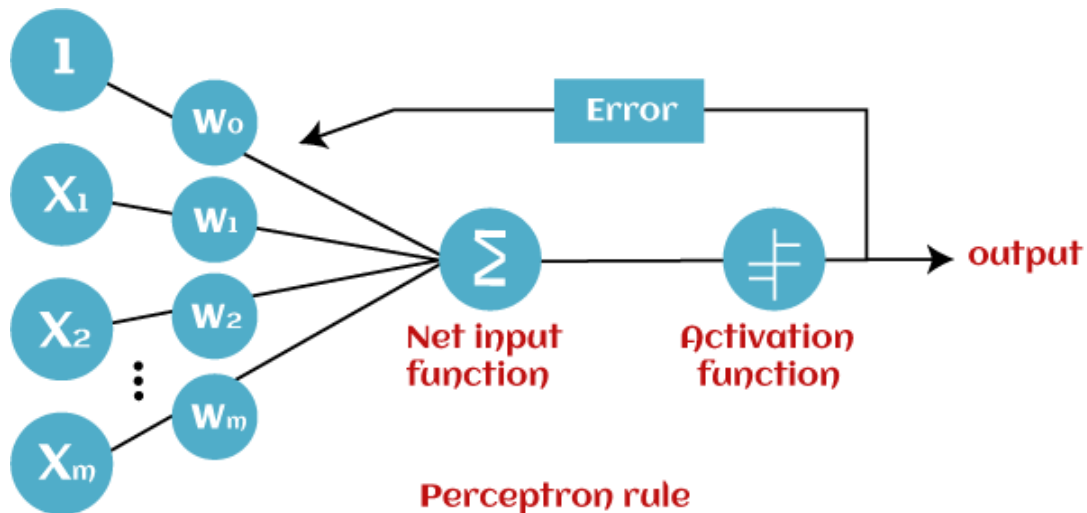 1
W0
Error
X1
W1
Σ
output
X2
W2
Net input
function
Activation
function
Xm
Wm
Perceptron rule